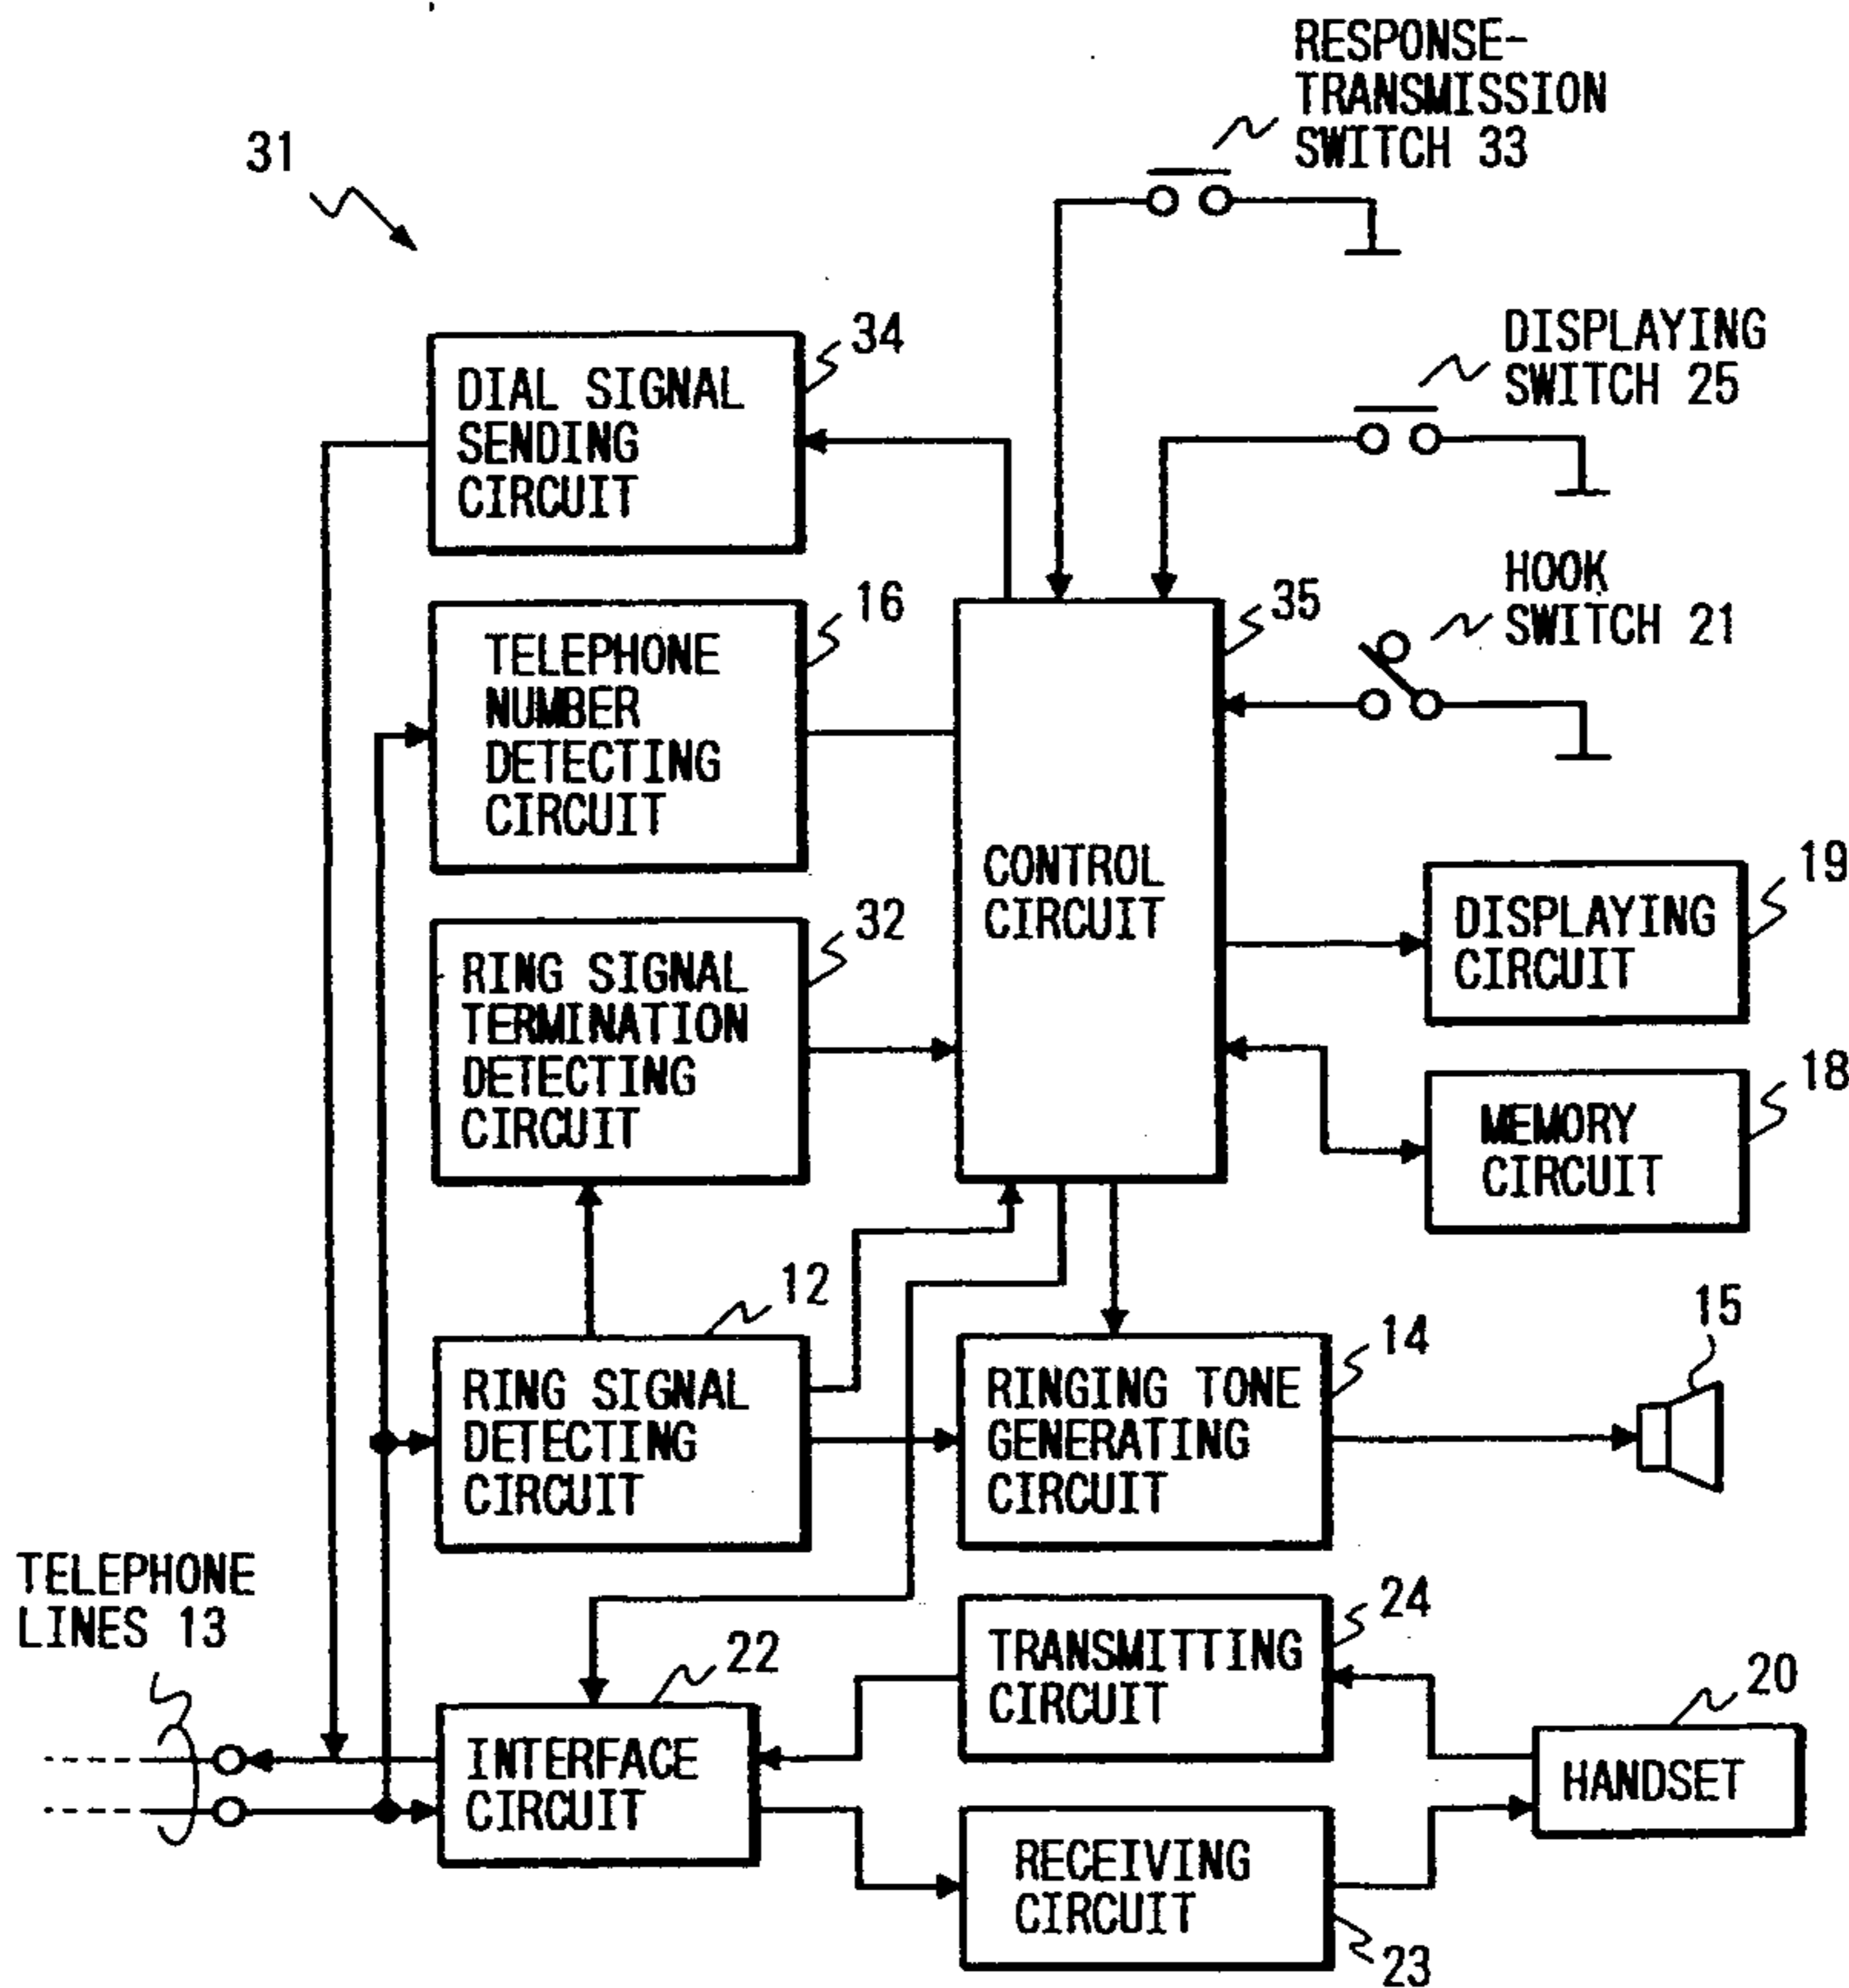 RESPONSE-
TRANSMISSION
SWITCH 33
31
DISPLAYING
SWITCH 25
34
DIAL SIGNAL
SENDING
CIRCUIT
HOOK
SWITCH 21
16
35
TELEPHONE
NUMBER
DETECTING
CIRCUIT
CONTROL
CIRCUIT
19
DISPLAYING
CIRCUIT
32
RING SIGNAL
TERMINATION
DETECTING
CIRCUIT
18
MEMORY
CIRCUIT
12
RING SIGNAL
DETECTING
CIRCUIT
14
RINGING TONE
GENERATING
CIRCUIT
15
TELEPHONE
LINES 13
24
TRANSMITTING
CIRCUIT
22
INTERFACE
CIRCUIT
20
HANDSET
RECEIVING
CIRCUIT
23